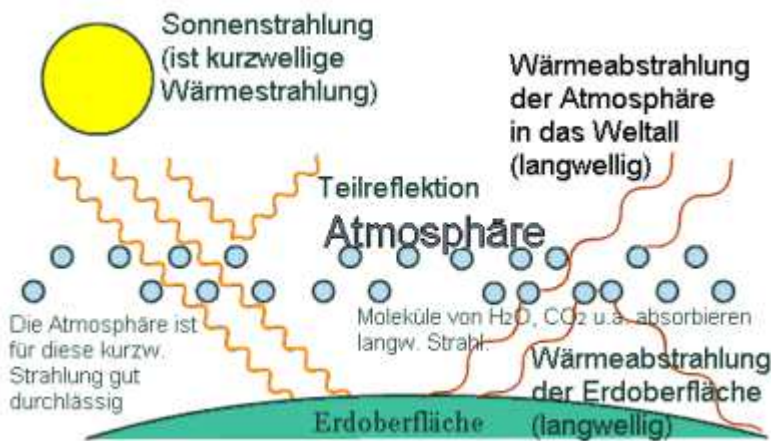 Sonnenstrahlung
(ist kurzwellige
Wärmestrahlung)
Wärmeabstrahlung
der Atmosphäre
in das Weltall
(langwellig)
Teilreflektion
Atmosphäre
Die Atmosphäre ist
für diese kurzw.
Strahlung gut
durchlässig
Moleküle von H₂O, CO₂ u.a. absorbieren
langw. Strahl.
Wärmeabstrahlung
der Erdoberfläche
(langwellig)
Erdoberfläche